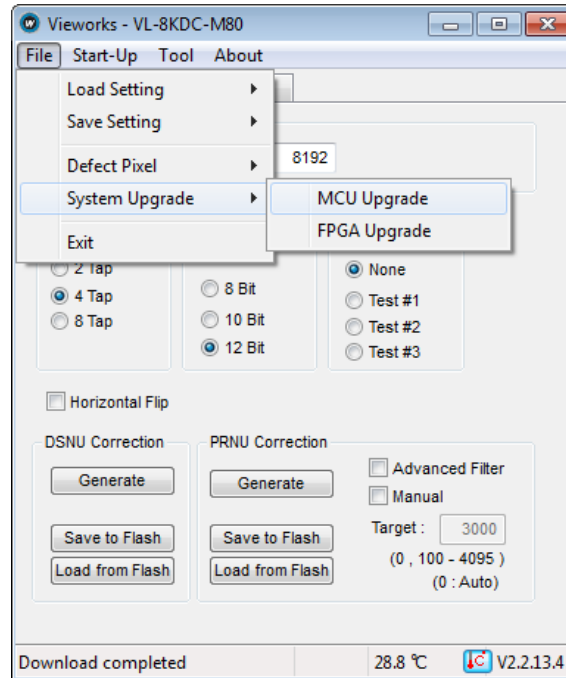 Vieworks - VL-8KDC-M80
File Start-Up Tool About
Load Setting
Save Setting
Defect Pixel
System Upgrade
Exit
MCU Upgrade
FPGA Upgrade
8192
2 Tap
4 Tap
8 Tap
8 Bit
10 Bit
12 Bit
None
Test #1
Test #2
Test #3
Horizontal Flip
DSNU Correction
Generate
Save to Flash
Load from Flash
PRNU Correction
Generate
Save to Flash
Load from Flash
Advanced Filter
Manual
Target : 3000
(0 , 100 - 4095 )
(0 : Auto)
Download completed 28.8 ℃ V2.2.13.4